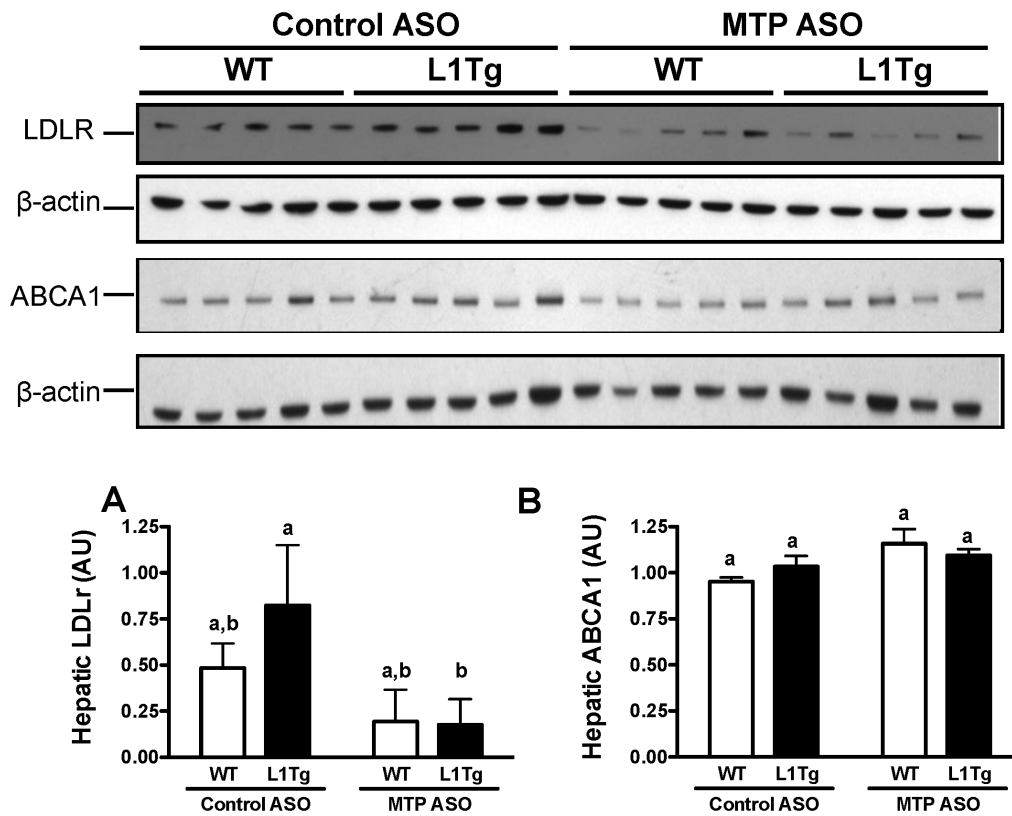 Control ASO MTP ASO
WT L1Tg WT L1Tg
LDLR
β-actin
ABCA1
β-actin
A
Hepatic LDLr (AU)
1.25
1.00
0.75
0.50
0.25
0.00
a,b
a
a,b
b
WT L1Tg WT L1Tg
Control ASO MTP ASO
B
Hepatic ABCA1 (AU)
1.25
1.00
0.75
0.50
0.25
0.00
a
a
a
a
WT L1Tg WT L1Tg
Control ASO MTP ASO